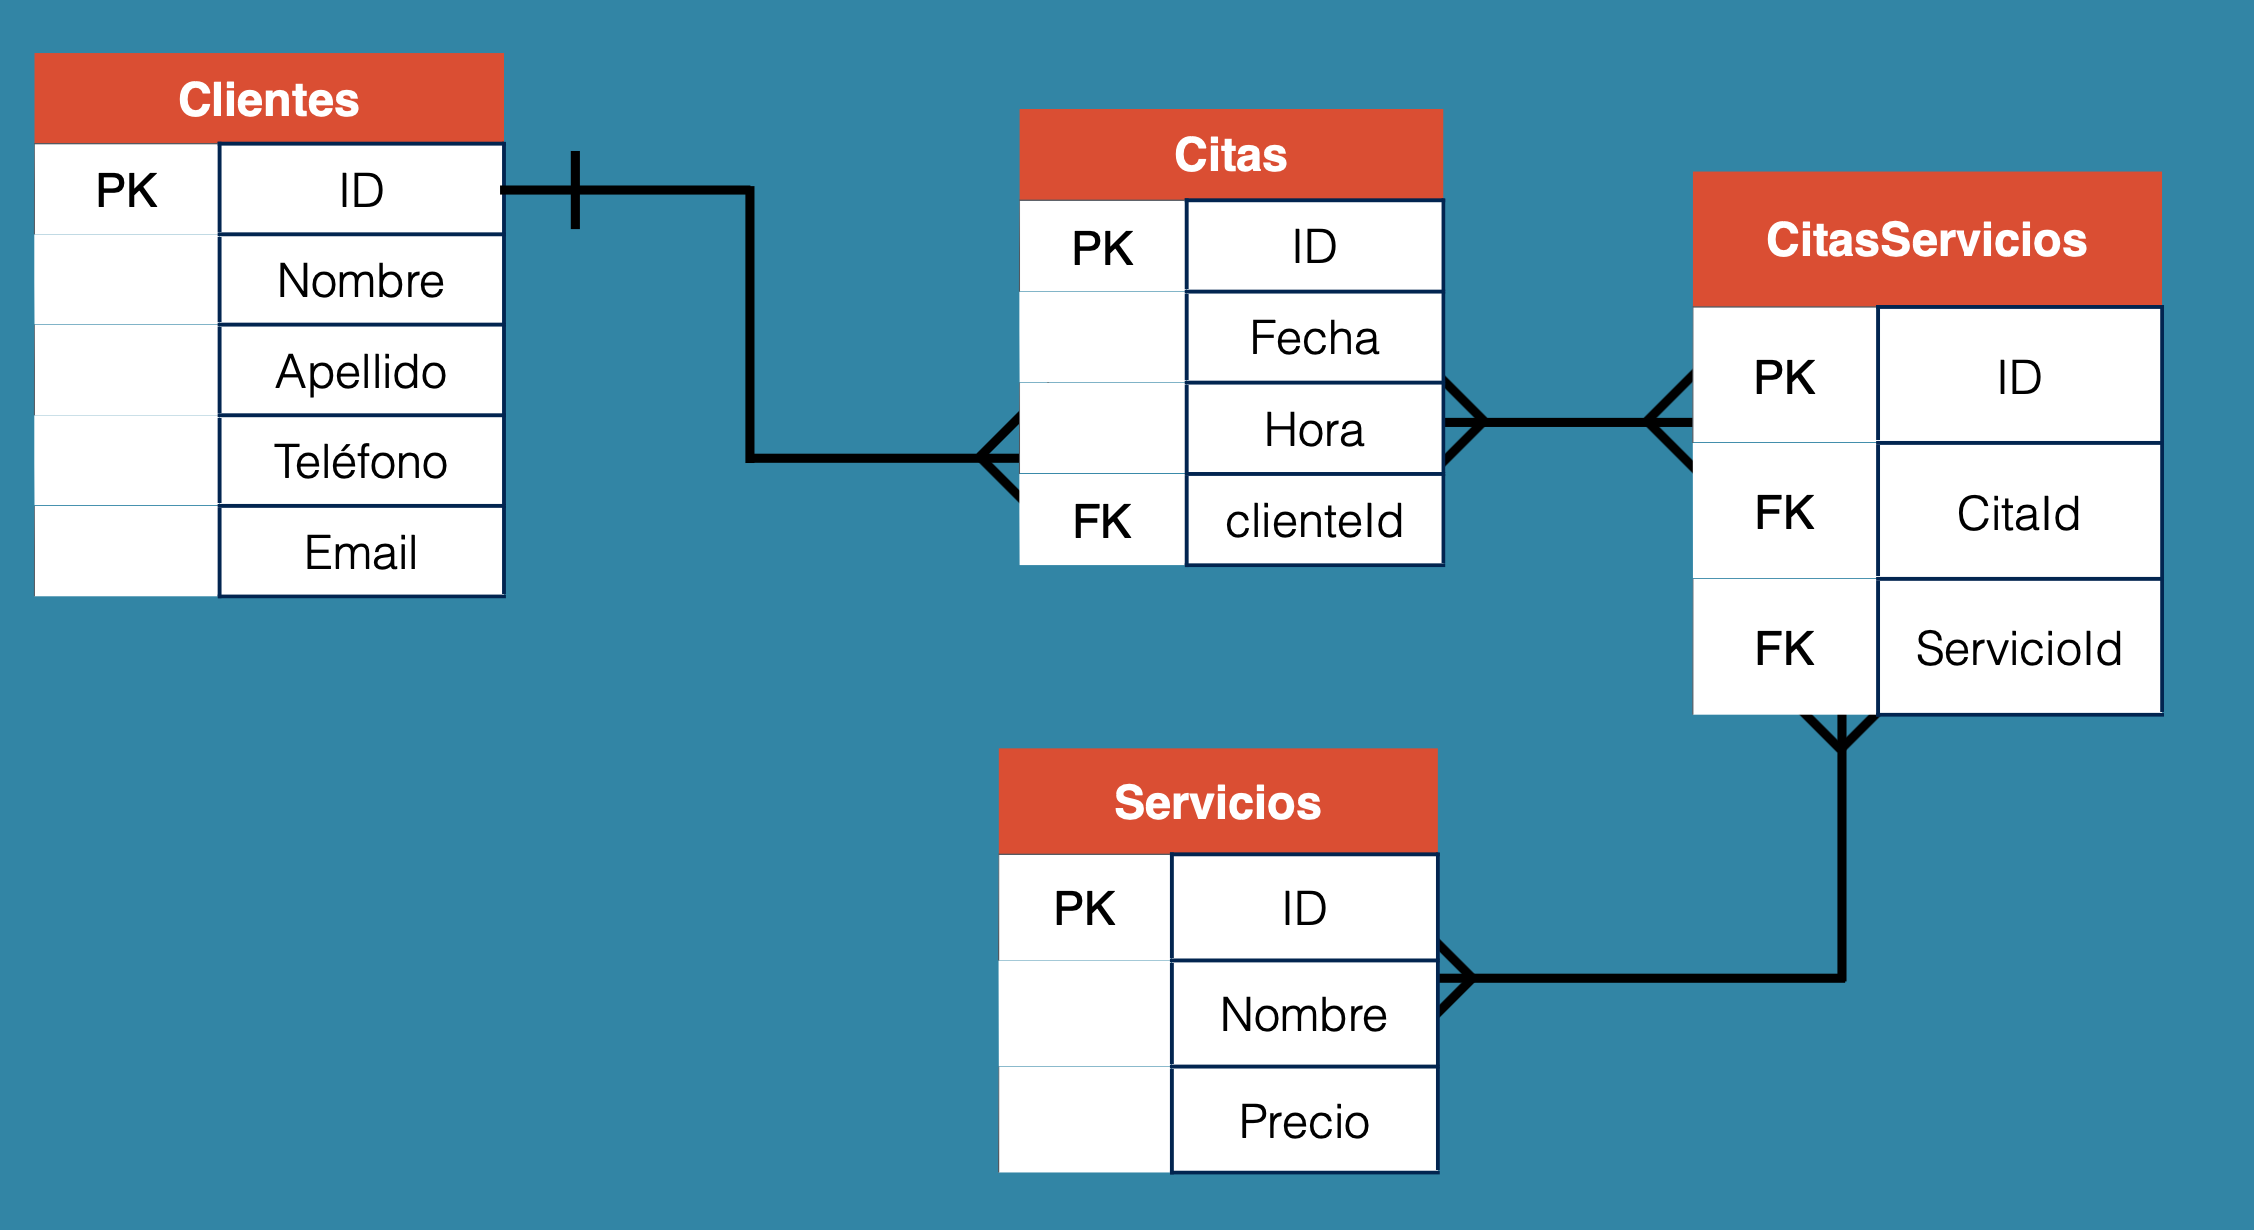 Clientes
PK ID
Nombre
Apellido
Teléfono
Email
Citas
PK ID
Fecha
Hora
FK clienteId
CitasServicios
PK ID
FK CitaId
FK ServicioId
Servicios
PK ID
Nombre
Precio